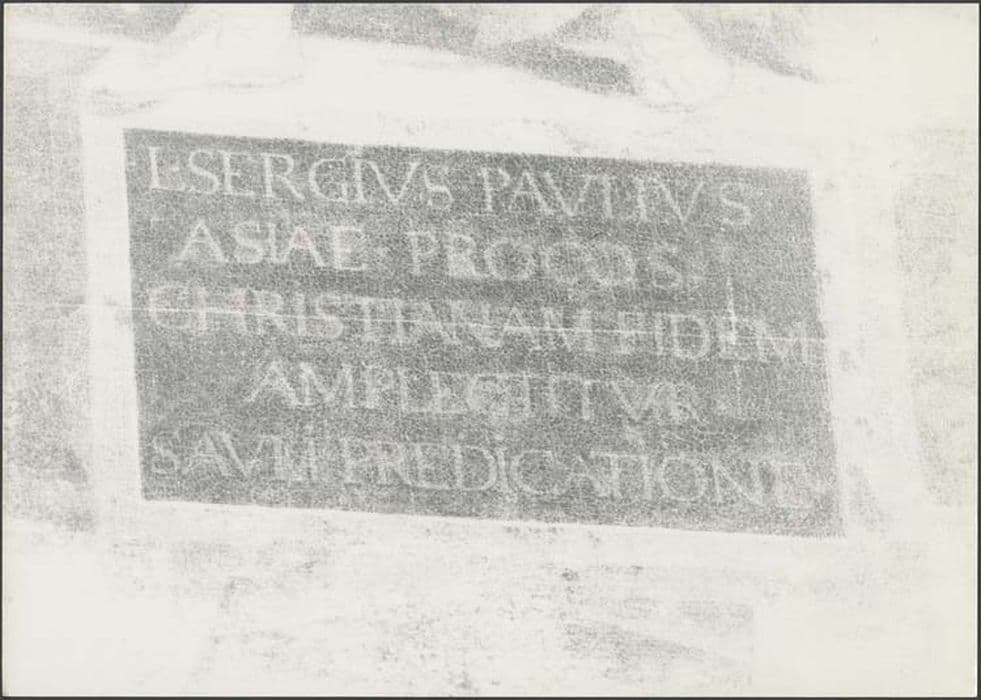 L·SERGIVS PAVLLVS
ASIAE· PROCOS·
CHRISTIANAM FIDEM
AMPLECTITVR
SAVLI PREDICATIONE·